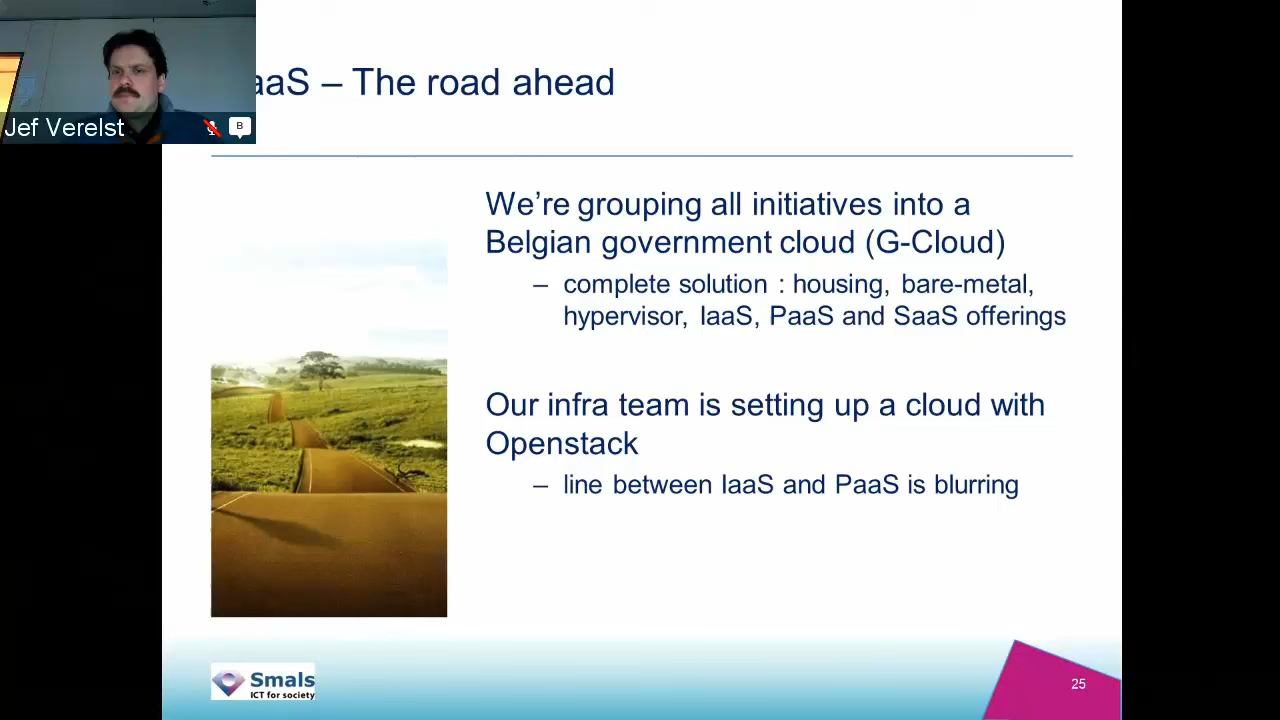 aaS – The road ahead
Jef Verelst
B
We're grouping all initiatives into a
Belgian government cloud (G-Cloud)
– complete solution : housing, bare-metal,
hypervisor, IaaS, PaaS and SaaS offerings
Our infra team is setting up a cloud with
Openstack
– line between IaaS and PaaS is blurring
Smals
ICT for society
25